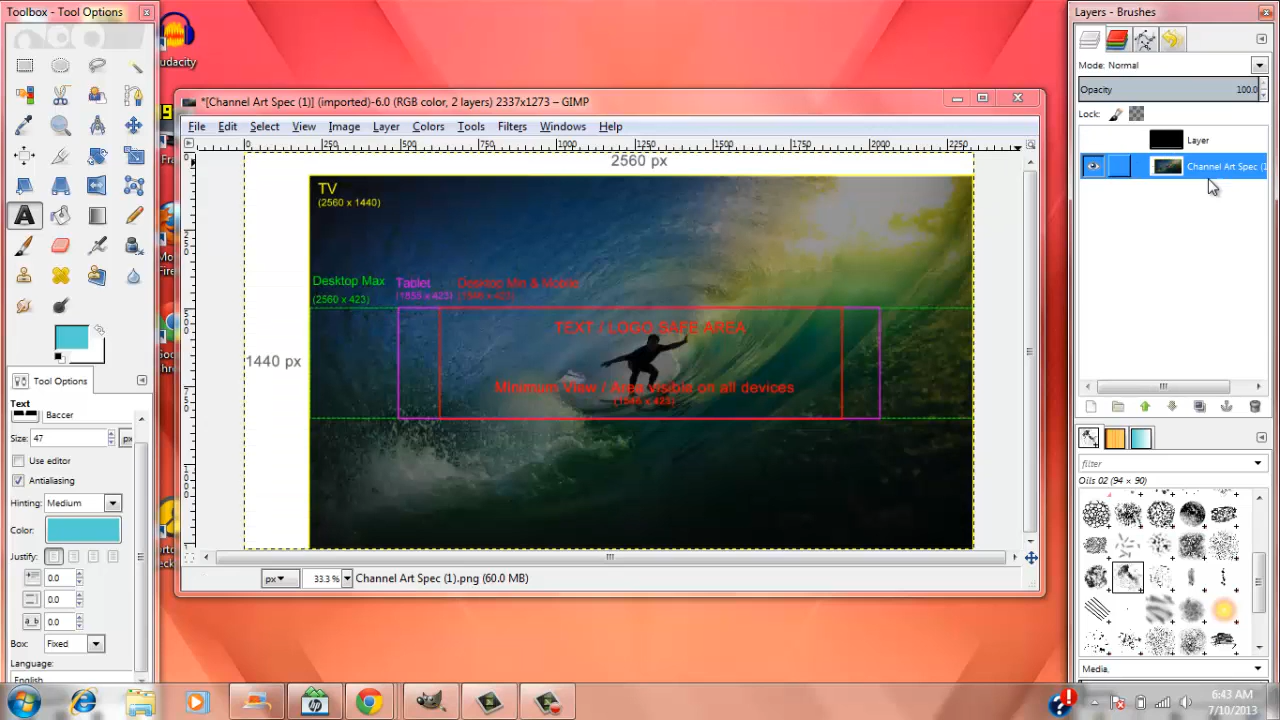 Toolbox - Tool Options
udacity
Fra
Mo
Fire
Text
Baccer
Size: 47
px
Use editor
Antialiasing
Hinting: Medium
Color:
Justify:
0.0
0.0
0.0
Box: Fixed
Language:
English
Tool Options
*[Channel Art Spec (1)] (imported)-6.0 (RGB color, 2 layers) 2337x1273 – GIMP
File Edit Select View Image Layer Colors Tools Filters Windows Help
0 250 500 750 1000 1250 1500 1750 2000 2250
2560 px
TV
(2560 x 1440)
Desktop Max
(2560 x 423)
Tablet
(1855 x 423)
Desktop Min & Mobile
(1546 x 423)
TEXT / LOGO SAFE AREA
1440 px
Minimum View / Area visible on all devices
(1546 x 423)
px 33.3 % Channel Art Spec (1).png (60.0 MB)
Layers - Brushes
Mode: Normal
Opacity 100.0
Lock:
Layer
Channel Art Spec (1
filter
Oils 02 (94 × 90)
Media,
6:43 AM
7/10/2013